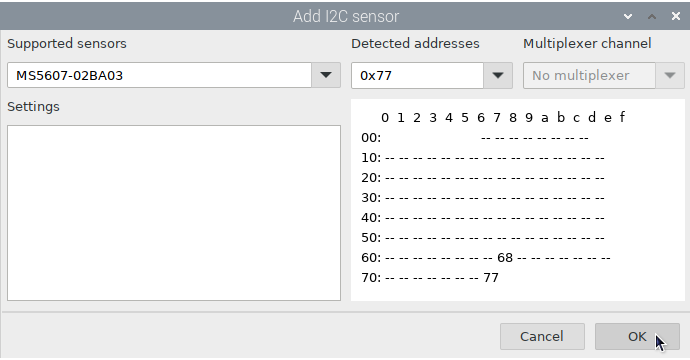 Add I2C sensor
Supported sensors
Detected addresses
Multiplexer channel
MS5607-02BA03
0x77
No multiplexer
Settings
0 1 2 3 4 5 6 7 8 9 a b c d e f
00: -- -- -- -- -- -- --
10: -- -- -- -- -- -- -- -- -- -- -- -- -- -- -- --
20: -- -- -- -- -- -- -- -- -- -- -- -- -- -- -- --
30: -- -- -- -- -- -- -- -- -- -- -- -- -- -- -- --
40: -- -- -- -- -- -- -- -- -- -- -- -- -- -- -- --
50: -- -- -- -- -- -- -- -- -- -- -- -- -- -- -- --
60: -- -- -- -- -- -- -- -- 68 -- -- -- -- -- -- --
70: -- -- -- -- -- -- -- 77
Cancel
OK